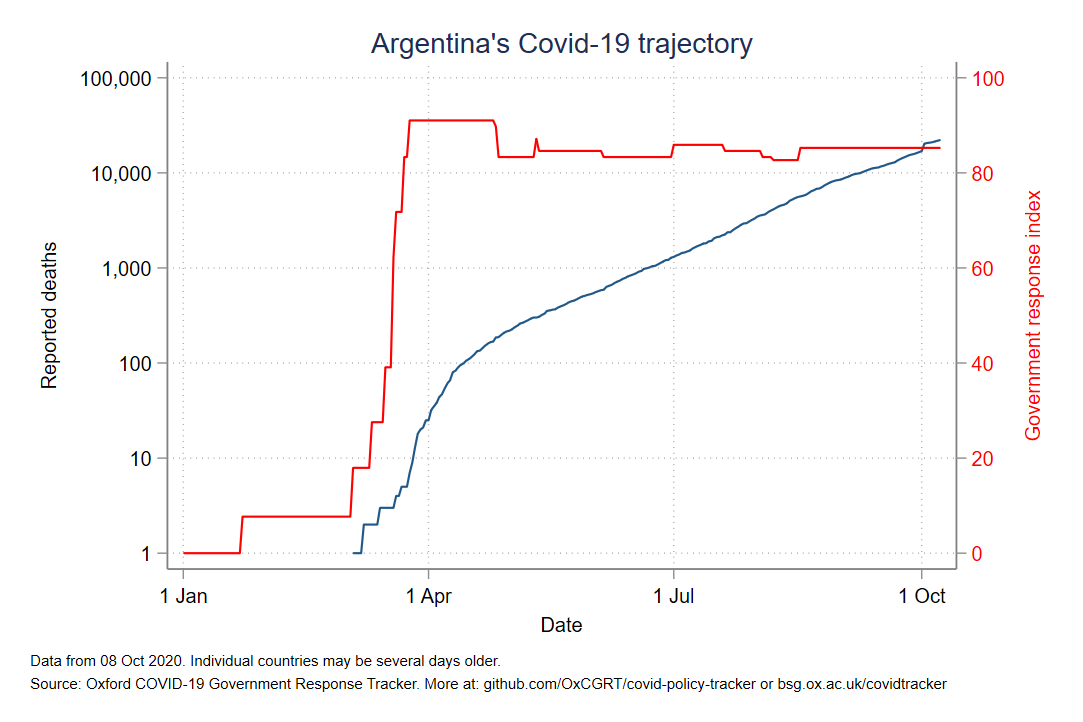 Argentina's Covid-19 trajectory
100,000
10,000
1,000
100
10
1
Reported deaths
100
80
60
40
20
0
Government response index
1 Jan
1 Apr
1 Jul
1 Oct
Date
Data from 08 Oct 2020. Individual countries may be several days older.
Source: Oxford COVID-19 Government Response Tracker. More at: github.com/OxCGRT/covid-policy-tracker or bsg.ox.ac.uk/covidtracker